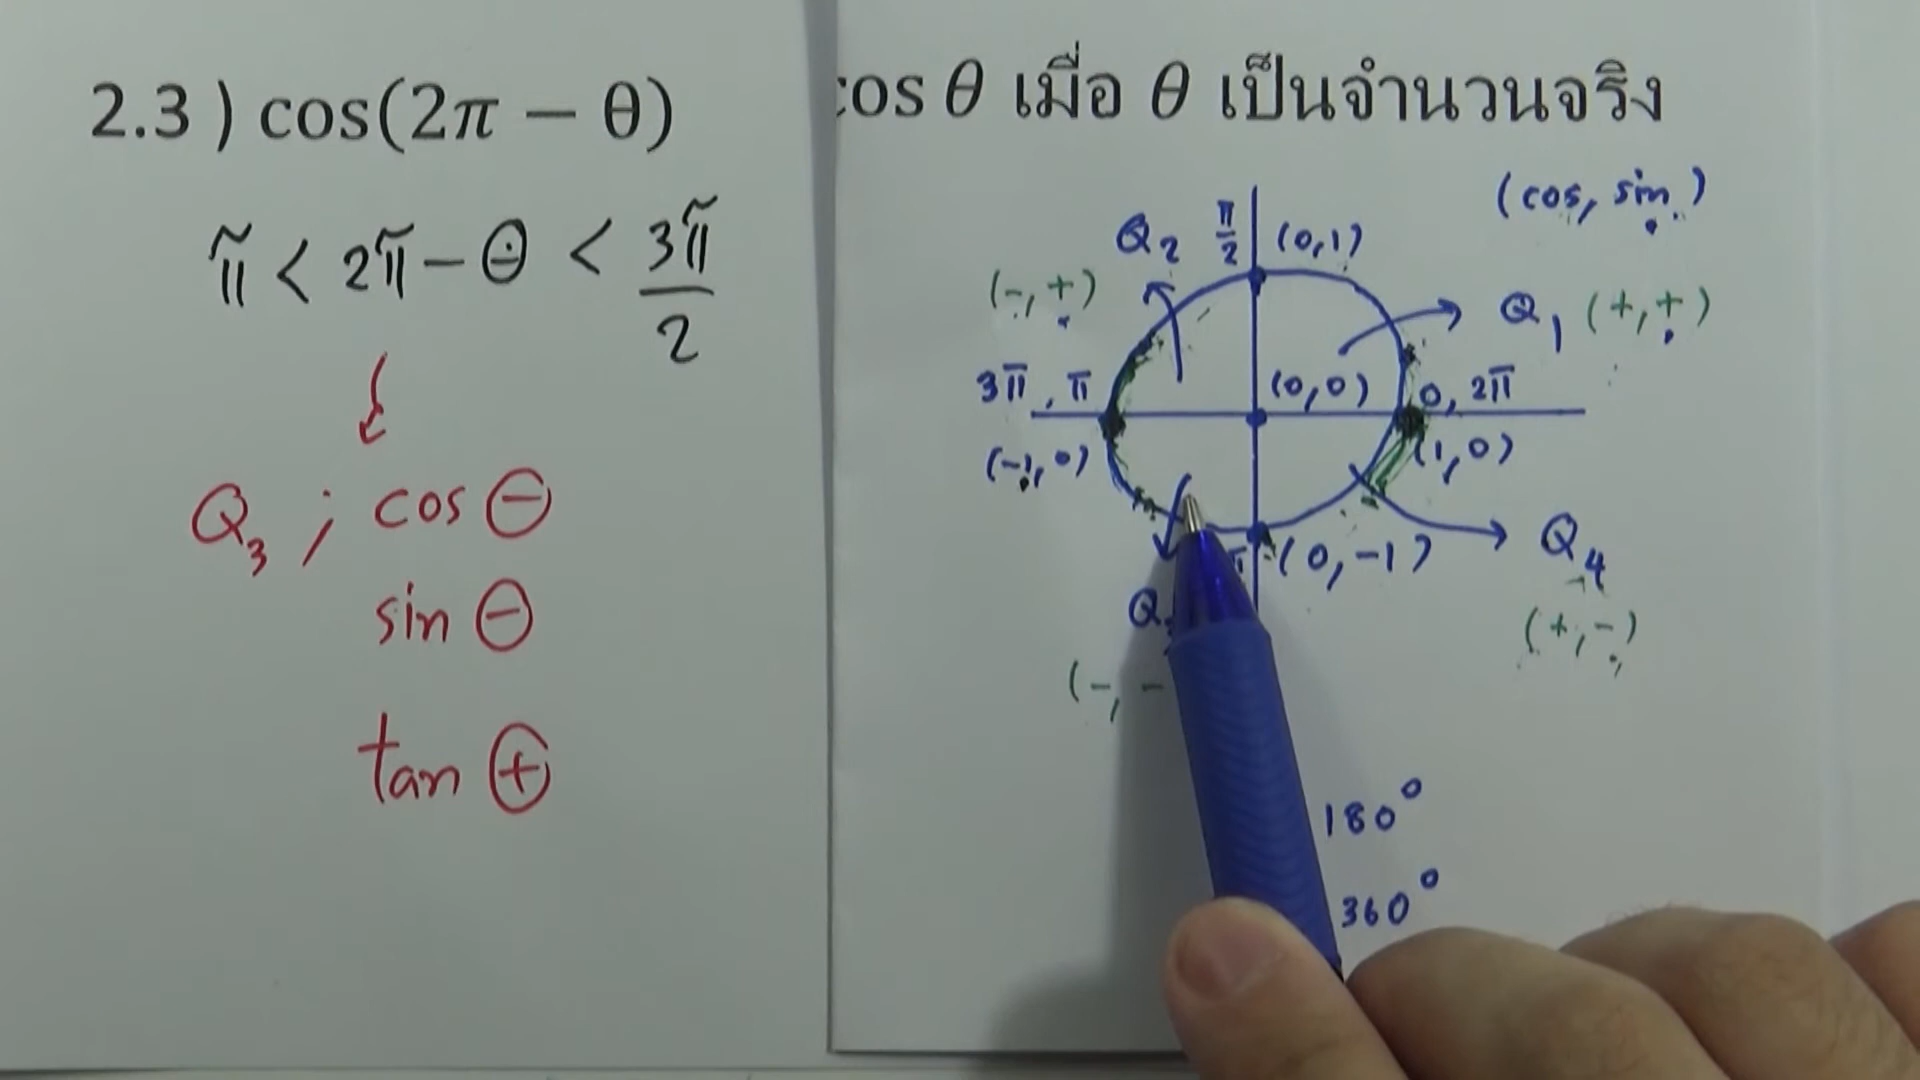 2.3 ) cos(2π − θ)
π < 2π − θ < 3π/2
Q3 ; cos ⊖
sin ⊖
tan ⊕
cos θ เมื่อ θ เป็นจำนวนจริง
(cos, sin)
Q2 π/2 (0,1)
(-,+)
Q1 (+,+)
3π, π (0,0) 0, 2π
(-1,0) (1,0)
(0,-1) Q4
Q
(+,-)
(-,-
180°
360°